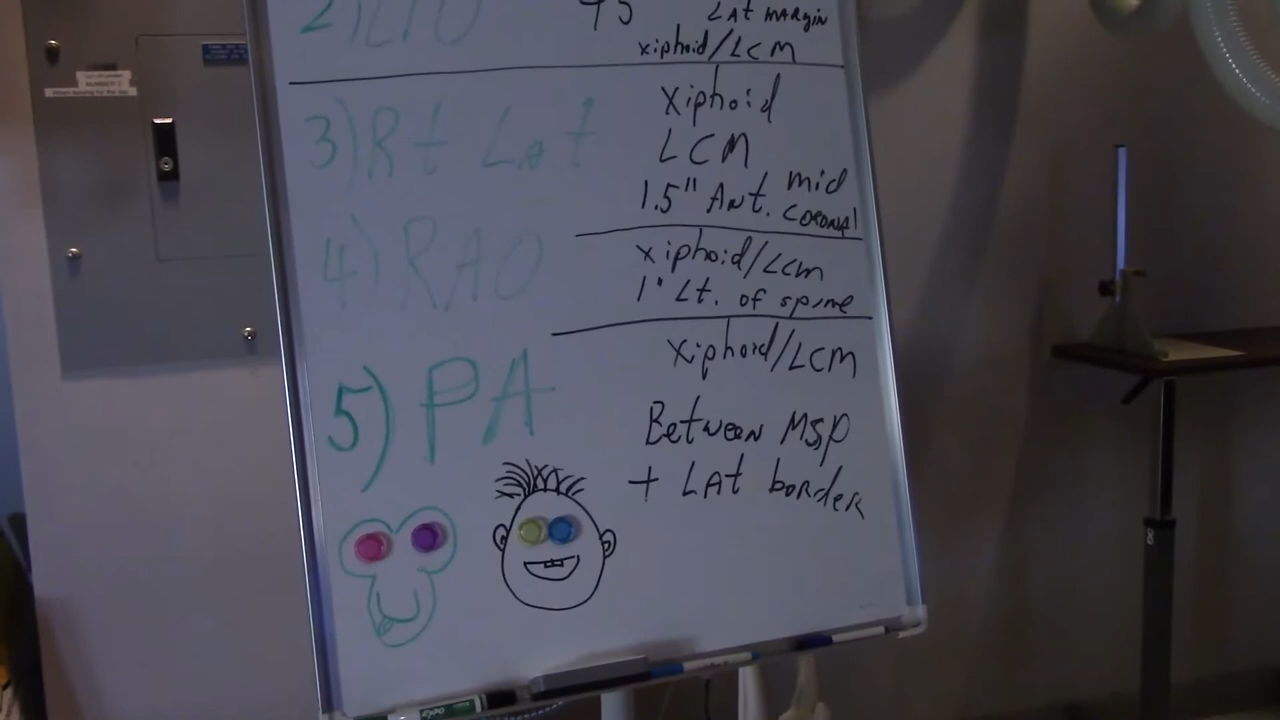 2) LPO 45 Lat margin
xiphoid/LCM
3) Rt Lat
xiphoid
LCM
1.5" Ant. mid coronal
4) RAO
xiphoid/LCM
1" Lt. of spine
5) PA
xiphoid/LCM
Between MSP
+ Lat border
EXPO